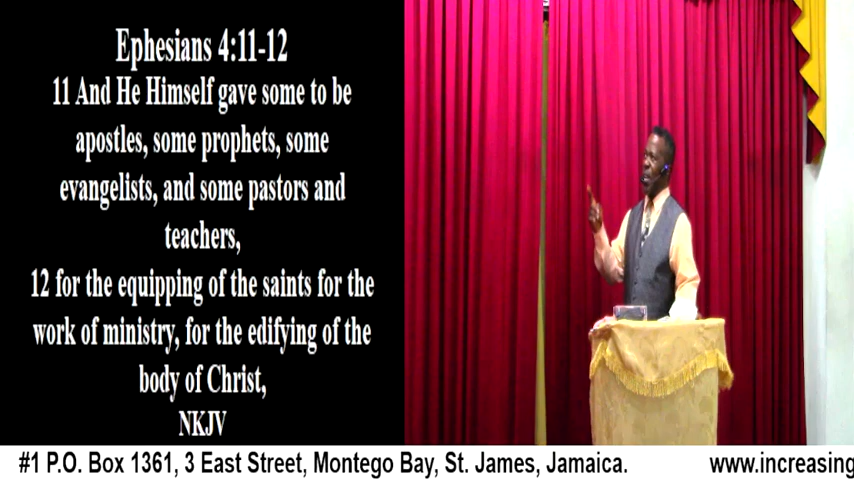 Ephesians 4:11-12
11 And He Himself gave some to be
apostles, some prophets, some
evangelists, and some pastors and
teachers,
12 for the equipping of the saints for the
work of ministry, for the edifying of the
body of Christ,
NKJV
#1 P.O. Box 1361, 3 East Street, Montego Bay, St. James, Jamaica.
www.increasing